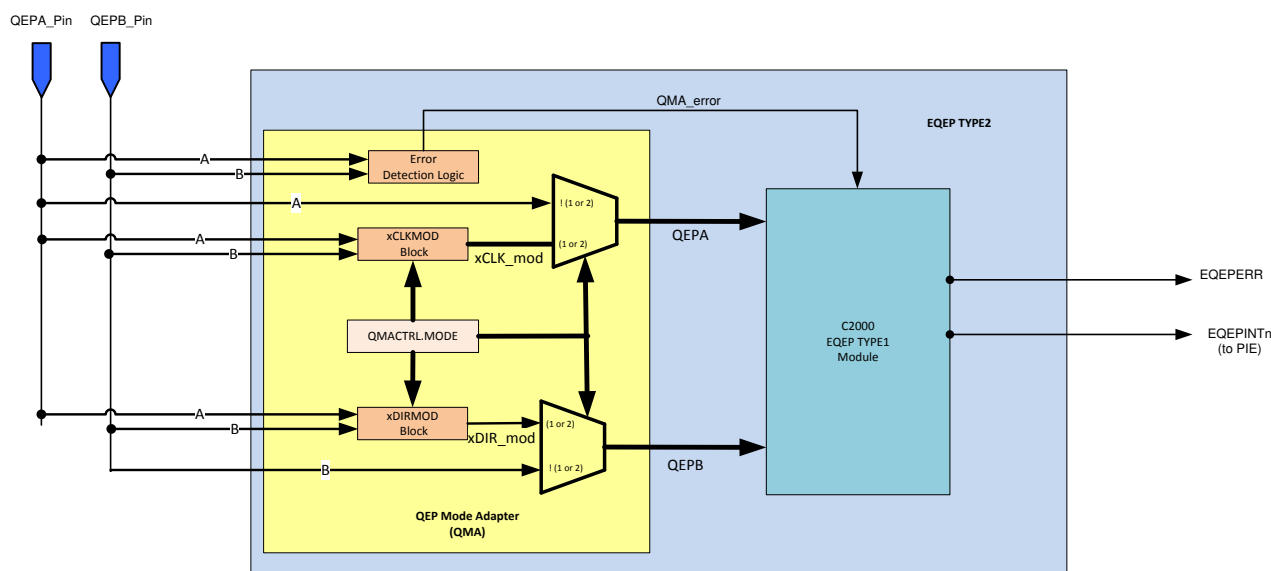 QEPA_Pin
QEPB_Pin
QMA_error
EQEP TYPE2
A
B
Error
Detection Logic
A
! (1 or 2)
A
B
xCLKMOD
Block
xCLK_mod
(1 or 2)
QEPA
QMACTRL.MODE
C2000
EQEP TYPE1
Module
EQEPERR
EQEPINTn
(to PIE)
A
B
xDIRMOD
Block
xDIR_mod
(1 or 2)
QEPB
B
! (1 or 2)
QEP Mode Adapter
(QMA)